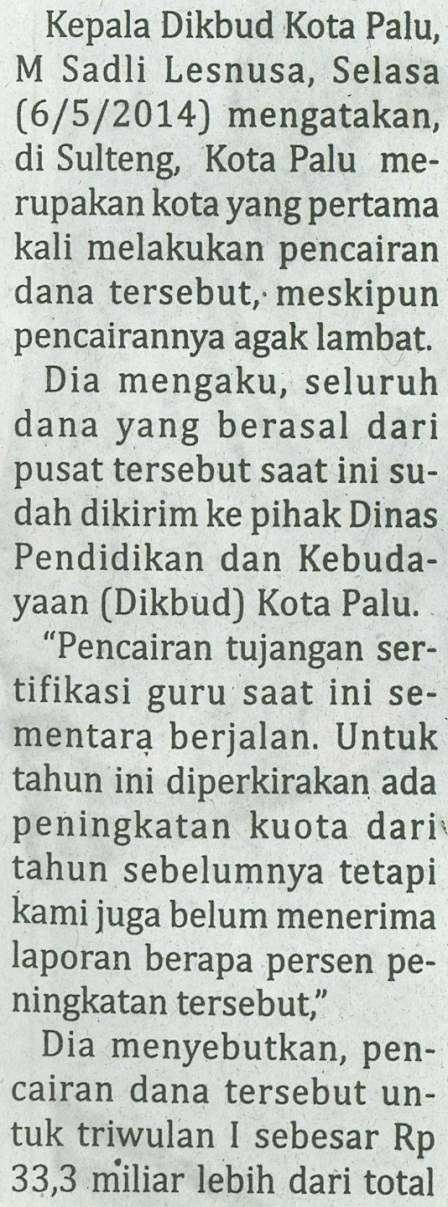 Kepala Dikbud Kota Palu,
M Sadli Lesnusa, Selasa
(6/5/2014) mengatakan,
di Sulteng, Kota Palu me-
rupakan kota yang pertama
kali melakukan pencairan
dana tersebut, meskipun
pencairannya agak lambat.
Dia mengaku, seluruh
dana yang berasal dari
pusat tersebut saat ini su-
dah dikirim ke pihak Dinas
Pendidikan dan Kebuda-
yaan (Dikbud) Kota Palu.
“Pencairan tujangan ser-
tifikasi guru saat ini se-
mentara berjalan. Untuk
tahun ini diperkirakan ada
peningkatan kuota dari
tahun sebelumnya tetapi
kami juga belum menerima
laporan berapa persen pe-
ningkatan tersebut,”
Dia menyebutkan, pen-
cairan dana tersebut un-
tuk triwulan I sebesar Rp
33,3 miliar lebih dari total